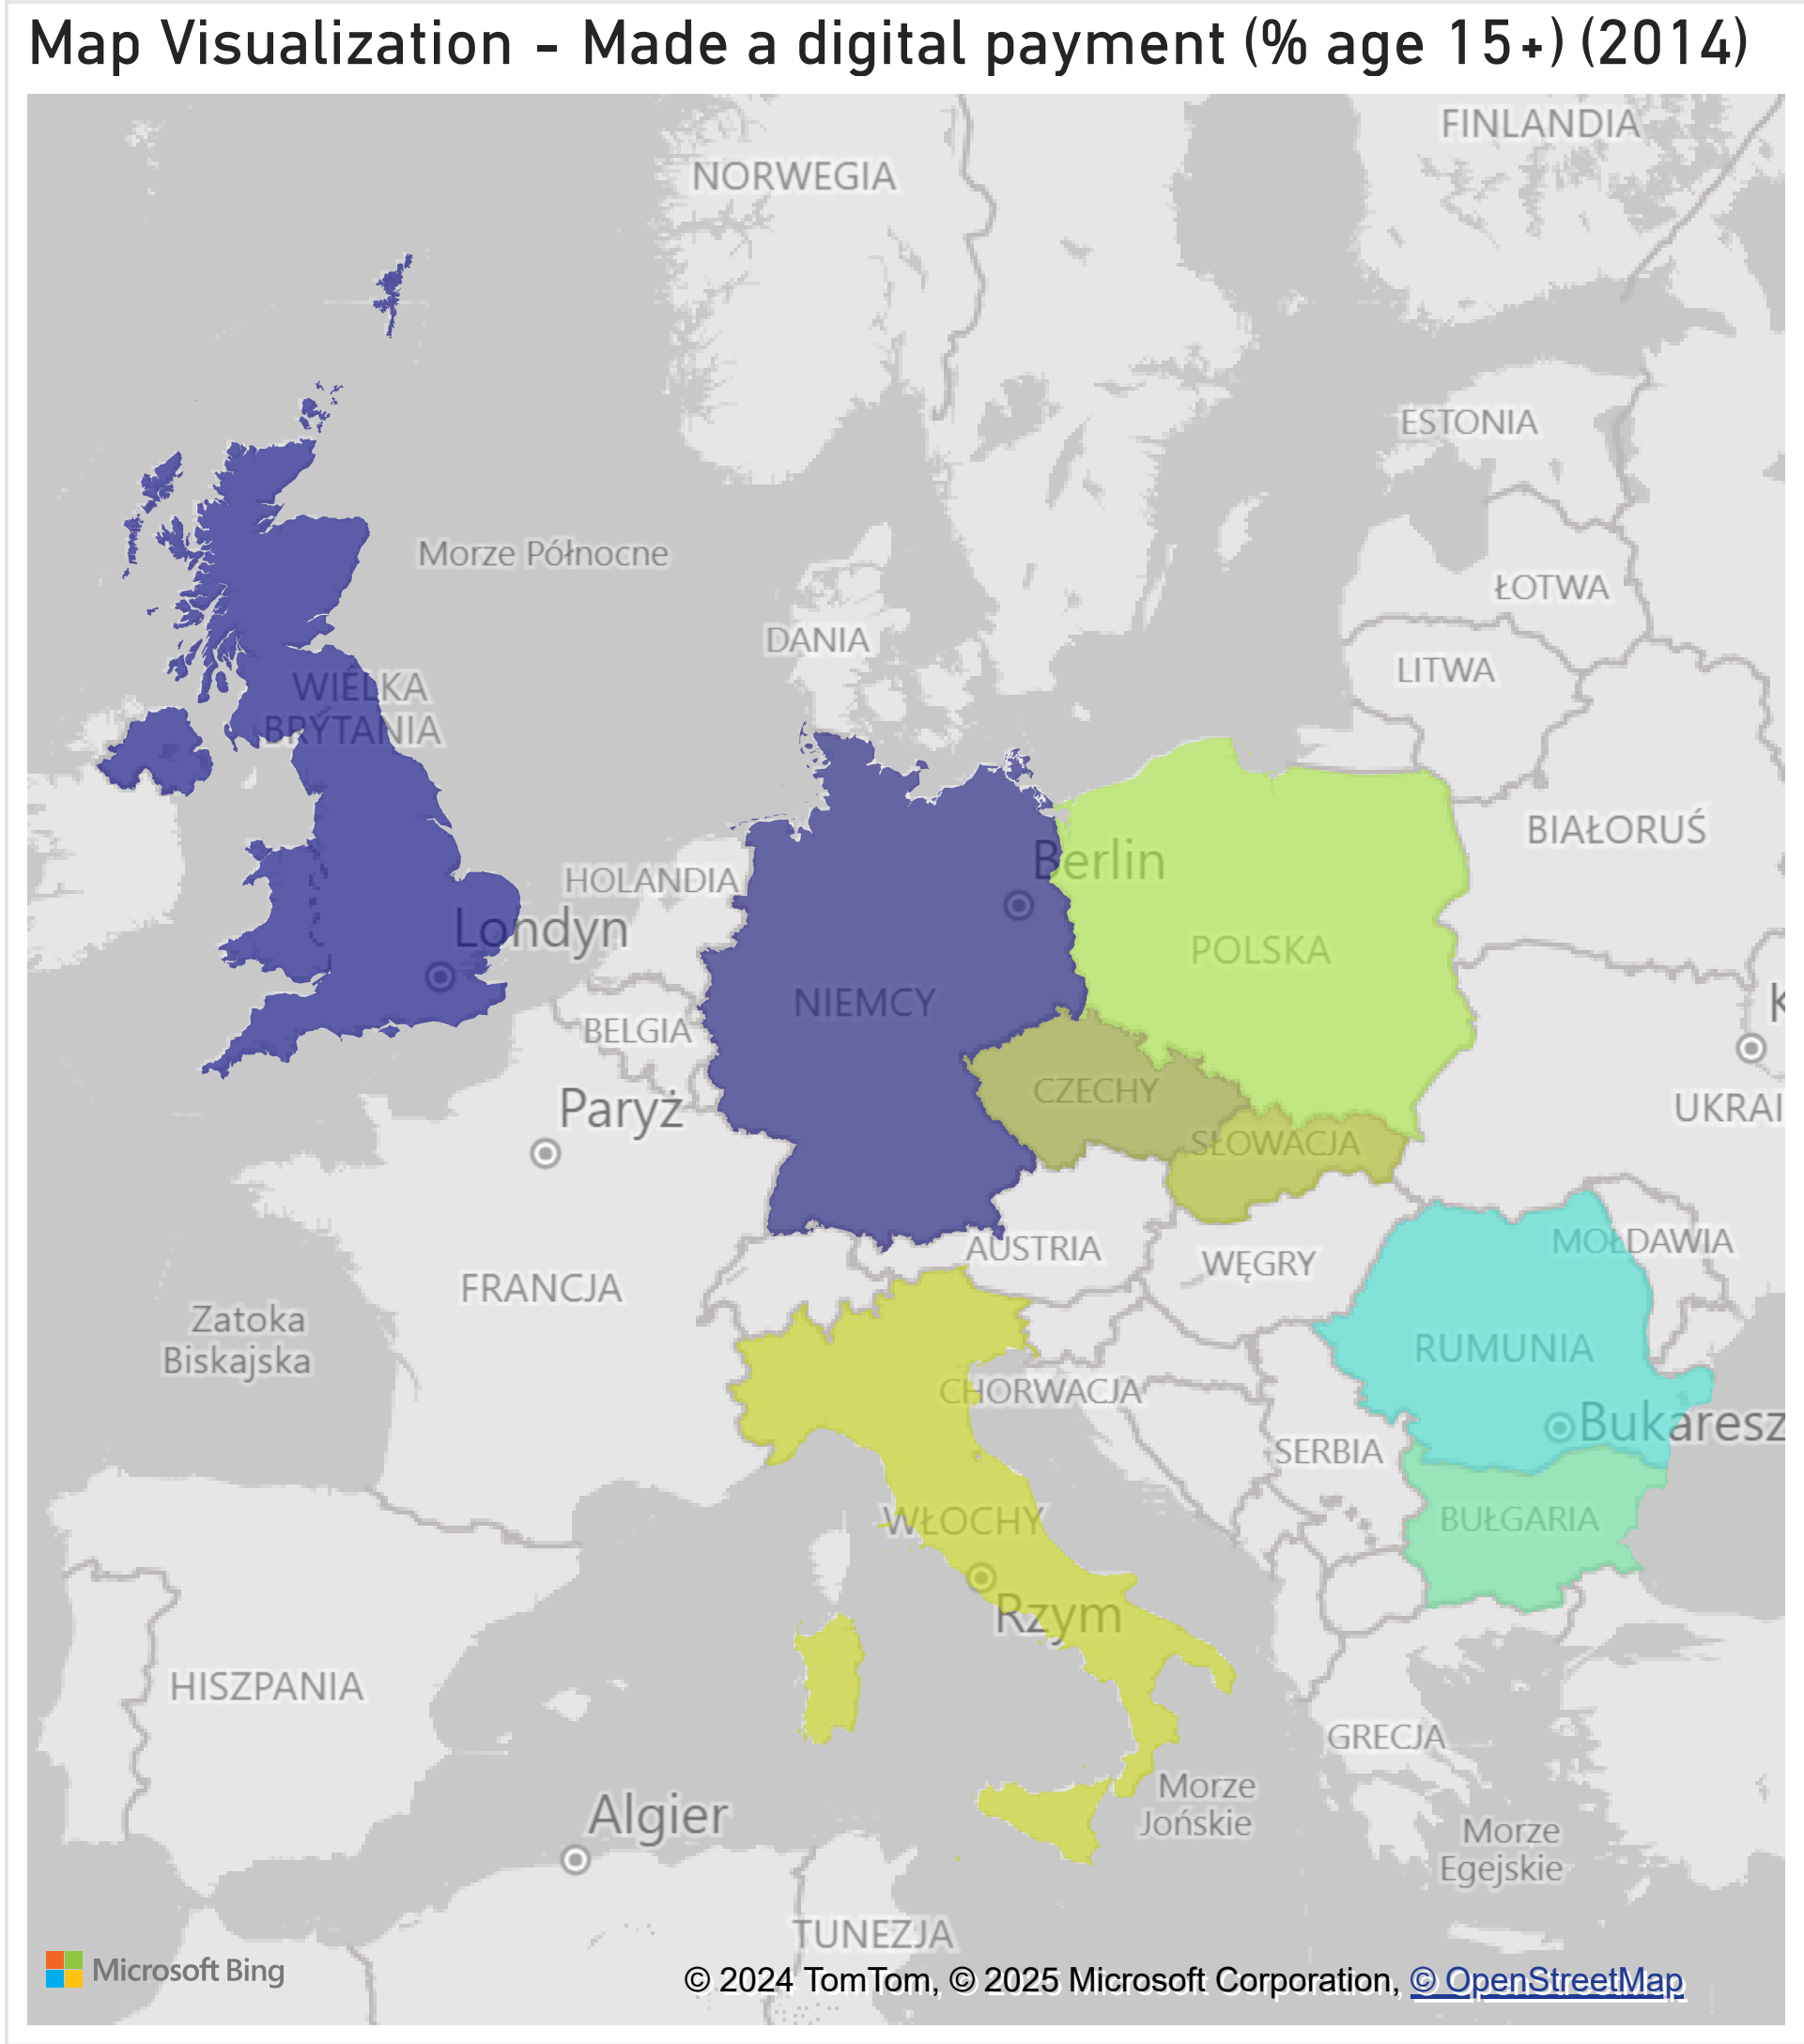 Map Visualization - Made a digital payment (% age 15+) (2014)
FINLANDIA
NORWEGIA
ESTONIA
Morze Północne
ŁOTWA
DANIA
LITWA
WIELKA
BRYTANIA
BIAŁORUŚ
Berlin
HOLANDIA
Londyn
POLSKA
NIEMCY
K
BELGIA
CZECHY
Paryż
UKRAI
SŁOWACJA
MOŁDAWIA
AUSTRIA
WĘGRY
FRANCJA
Zatoka
Biskajska
RUMUNIA
CHORWACJA
Bukaresz
SERBIA
WŁOCHY
BUŁGARIA
Rzym
HISZPANIA
GRECJA
Morze
Jońskie
Algier
Morze
Egejskie
TUNEZJA
Microsoft Bing
© 2024 TomTom, © 2025 Microsoft Corporation, © OpenStreetMap